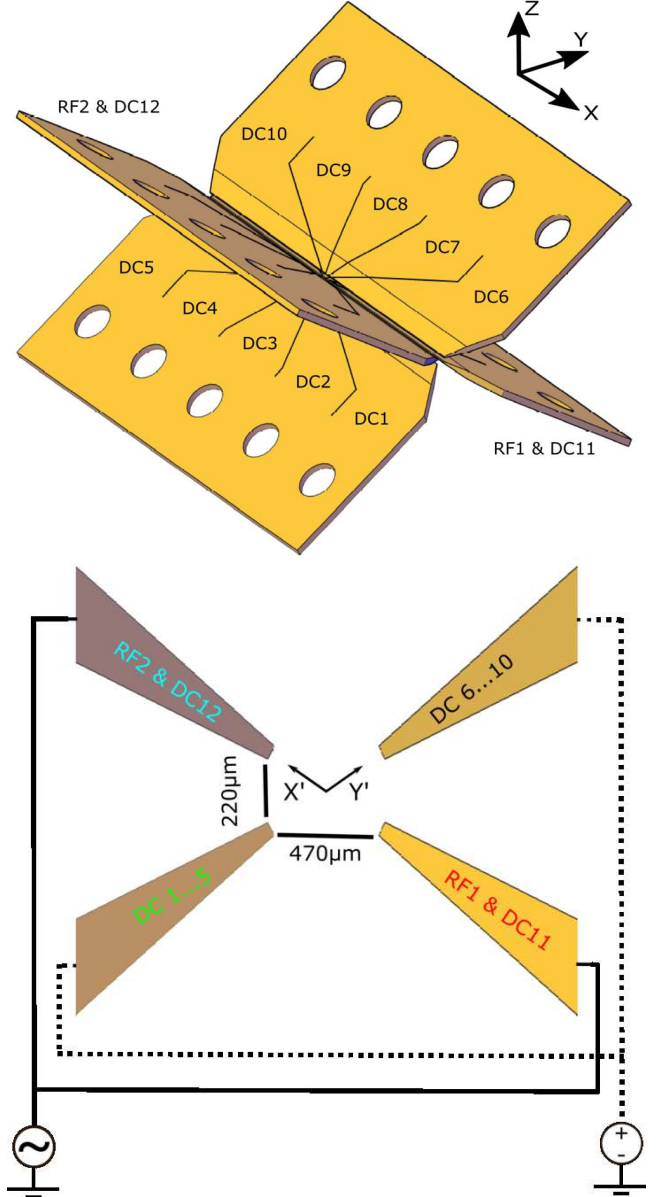 Z
Y
X
RF2 & DC12
DC10
DC9
DC8
DC7
DC6
DC5
DC4
DC3
DC2
DC1
RF1 & DC11
RF2 & DC12
DC 6...10
X'
Y'
220µm
470µm
DC 1...5
RF1 & DC11
~
+
-